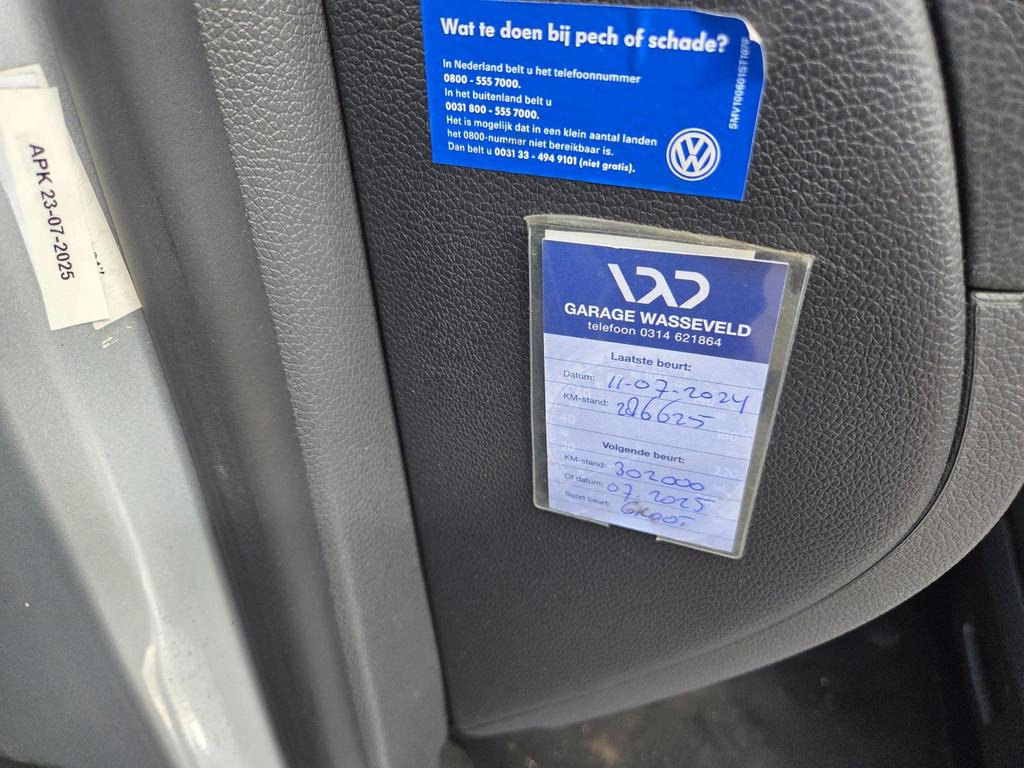 Wat te doen bij pech of schade?
In Nederland belt u het telefoonnummer
0800 - 555 7000.
In het buitenland belt u
0031 800 - 555 7000.
Het is mogelijk dat in een klein aantal landen
het 0800-nummer niet bereikbaar is.
Dan belt u 0031 33 - 494 9101 (niet gratis).
SMV100601ST1070
APK 23-07-2025
GARAGE WASSEVELD
telefoon 0314 621864
Laatste beurt:
Datum: 11-07-2024
KM-stand: 286625
Volgende beurt:
KM-stand: 302000
Of datum: 07.2025
Soort beurt: GROOT